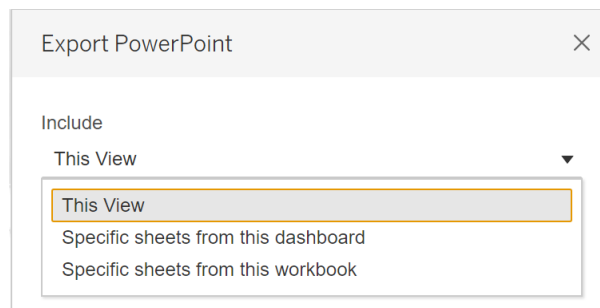 Export PowerPoint
Include
This View
This View
Specific sheets from this dashboard
Specific sheets from this workbook